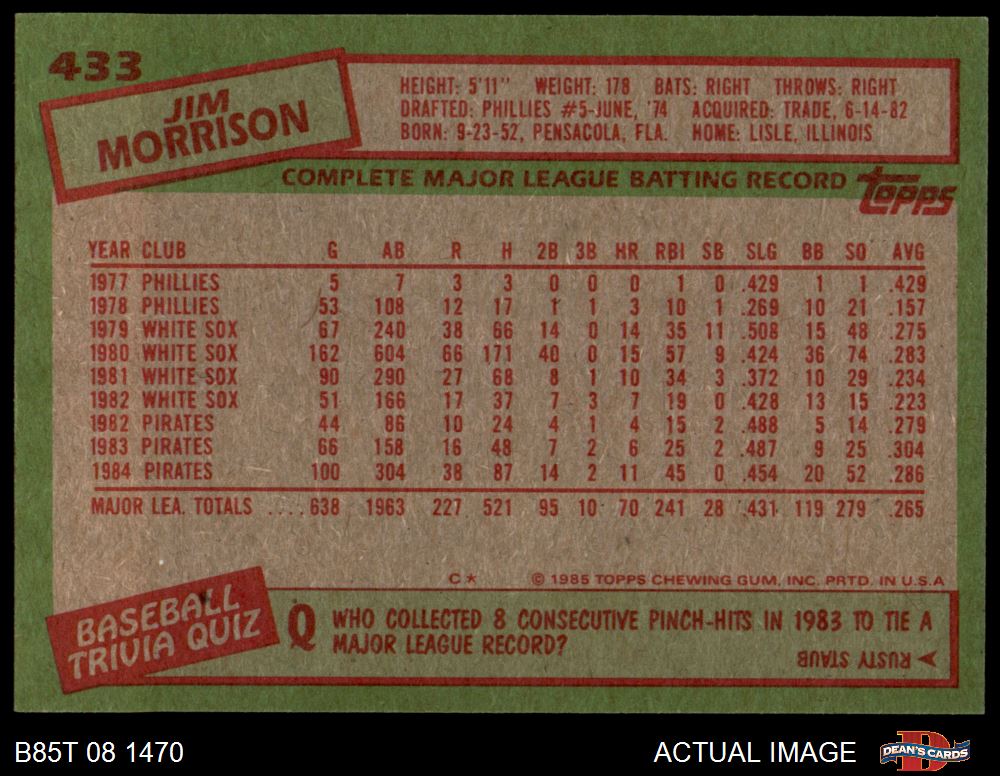 433
JIM
MORRISON
HEIGHT: 5'11" WEIGHT: 178 BATS: RIGHT THROWS: RIGHT
DRAFTED: PHILLIES #5-JUNE, '74 ACQUIRED: TRADE, 6-14-82
BORN: 9-23-52, PENSACOLA, FLA. HOME: LISLE, ILLINOIS
COMPLETE MAJOR LEAGUE BATTING RECORD
TOPPS
YEAR CLUB G AB R H 2B 3B HR RBI SB SLG BB SO AVG
1977 PHILLIES 5 7 3 3 0 0 0 1 0 .429 1 1 .429
1978 PHILLIES 53 108 12 17 1 1 3 10 1 .269 10 21 .157
1979 WHITE SOX 67 240 38 66 14 0 14 35 11 .508 15 48 .275
1980 WHITE SOX 162 604 66 171 40 0 15 57 9 .424 36 74 .283
1981 WHITE SOX 90 290 27 68 8 1 10 34 3 .372 10 29 .234
1982 WHITE SOX 51 166 17 37 7 3 7 19 0 .428 13 15 .223
1982 PIRATES 44 86 10 24 4 1 4 15 2 .488 5 14 .279
1983 PIRATES 66 158 16 48 7 2 6 25 2 .487 9 25 .304
1984 PIRATES 100 304 38 87 14 2 11 45 0 .454 20 52 .286
MAJOR LEA. TOTALS ....638 1963 227 521 95 10 70 241 28 .431 119 279 .265
C* © 1985 TOPPS CHEWING GUM, INC. PRTD. IN U.S.A
BASEBALL
TRIVIA QUIZ
Q WHO COLLECTED 8 CONSECUTIVE PINCH-HITS IN 1983 TO TIE A
MAJOR LEAGUE RECORD?
RUSTY STAUB
B85T 08 1470
ACTUAL IMAGE
D
DEAN'S CARDS